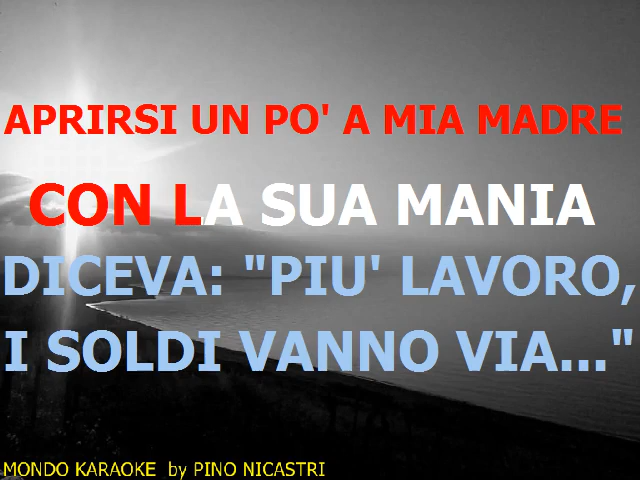 APRIRSI UN PO' A MIA MADRE
CON LA SUA MANIA
DICEVA: "PIU' LAVORO,
I SOLDI VANNO VIA..."
MONDO KARAOKE by PINO NICASTRI